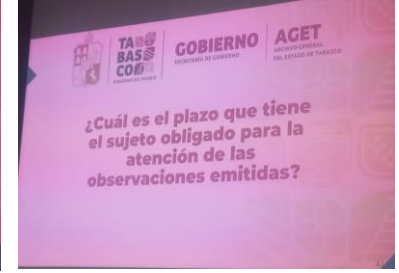 TA
BAS
CO
GOBIERNO
SECRETARÍA DE GOBIERNO
AGET
ARCHIVO GENERAL
DEL ESTADO DE TABASCO
¿Cuál es el plazo que tiene
el sujeto obligado para la
atención de las
observaciones emitidas?